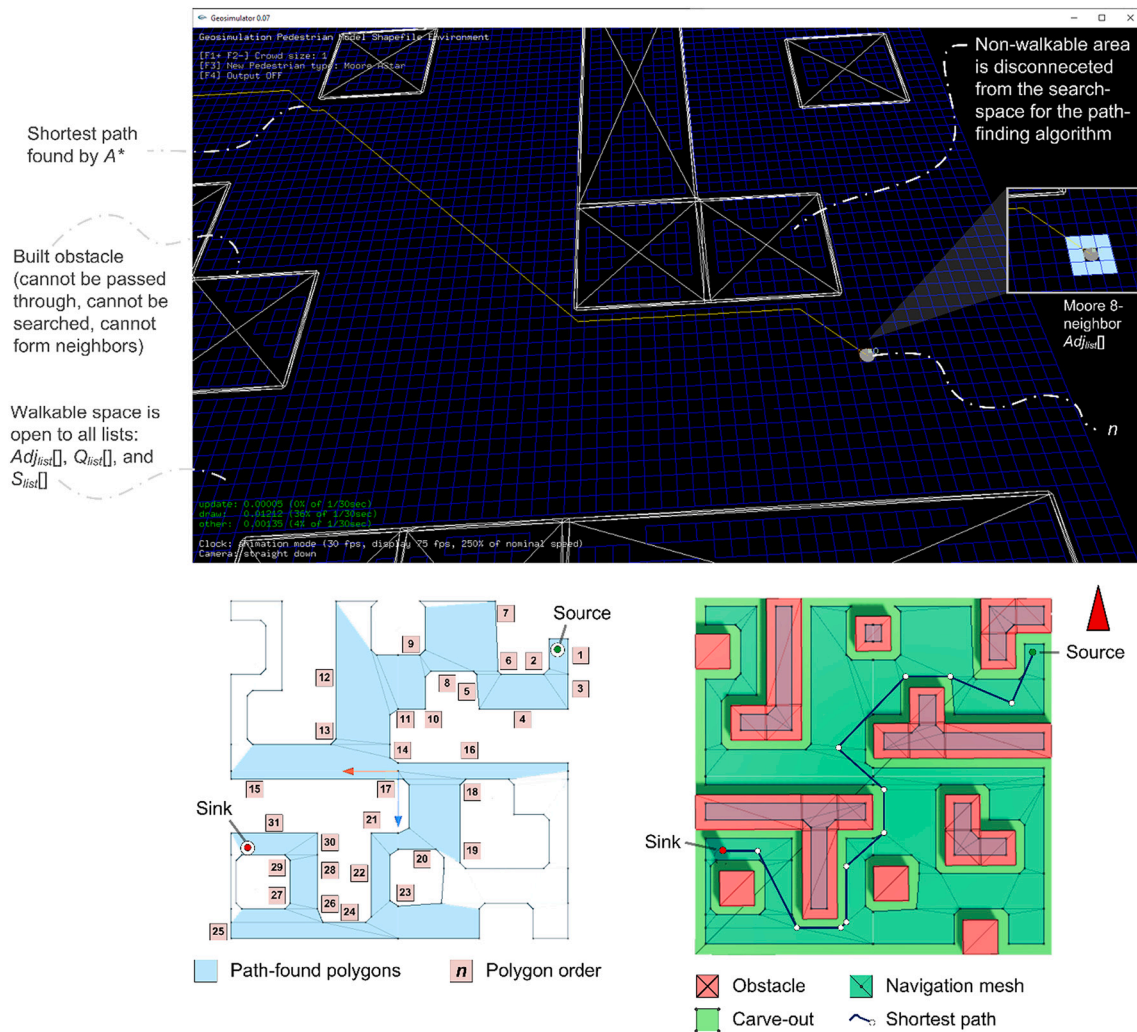 Geosimulator 0.07
Geosimulation Pedestrian Model Shapefile Environment
[F1+ F2-] Crowd size: 1
[F3] New Pedestrian type: Moore AStar
[F4] Output OFF
Non-walkable area
is disconneceted
from the search-
space for the path-
finding algorithm
Shortest path
found by A*
Built obstacle
(cannot be passed
through, cannot be
searched, cannot
form neighbors)
Moore 8-
neighbor
Adjlist[]
n
Walkable space is
open to all lists:
Adjlist[], Qlist[], and
Slist[]
update: 0.00005 (0% of 1/30sec)
draw: 0.01212 (36% of 1/30sec)
other: 0.00135 (4% of 1/30sec)
Clock: animation mode (30 fps, display 75 fps, 250% of nominal speed)
Camera: straight down
7
Source
9
6
2
1
8
5
3
12
4
11
10
13
14
16
15
17
18
Sink
31
21
30
19
20
29
28
22
27
26
23
24
25
Path-found polygons
n Polygon order
Source
Sink
Obstacle
Navigation mesh
Carve-out
Shortest path